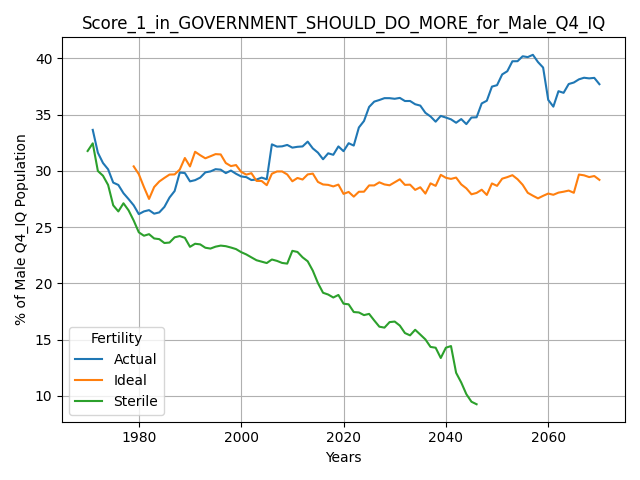 Score_1_in_GOVERNMENT_SHOULD_DO_MORE_for_Male_Q4_IQ
% of Male Q4_IQ Population
40
35
30
25
20
15
10
Fertility
Actual
Ideal
Sterile
1980 2000 2020 2040 2060
Years